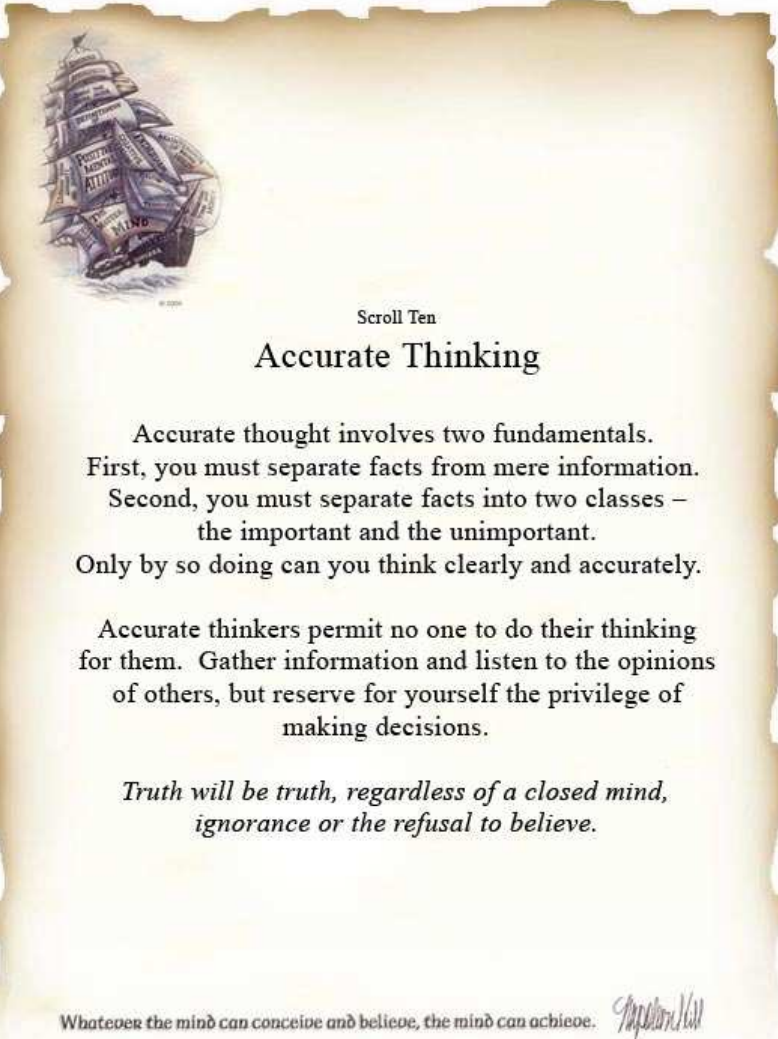 POSITIVE
MENTAL
ATTITUDE
THE
MASTER
MIND
© 2004
Scroll Ten
Accurate Thinking
Accurate thought involves two fundamentals.
First, you must separate facts from mere information.
Second, you must separate facts into two classes –
the important and the unimportant.
Only by so doing can you think clearly and accurately.
Accurate thinkers permit no one to do their thinking
for them. Gather information and listen to the opinions
of others, but reserve for yourself the privilege of
making decisions.
Truth will be truth, regardless of a closed mind,
ignorance or the refusal to believe.
Whatever the mind can conceive and believe, the mind can achieve.
Napoleon Hill